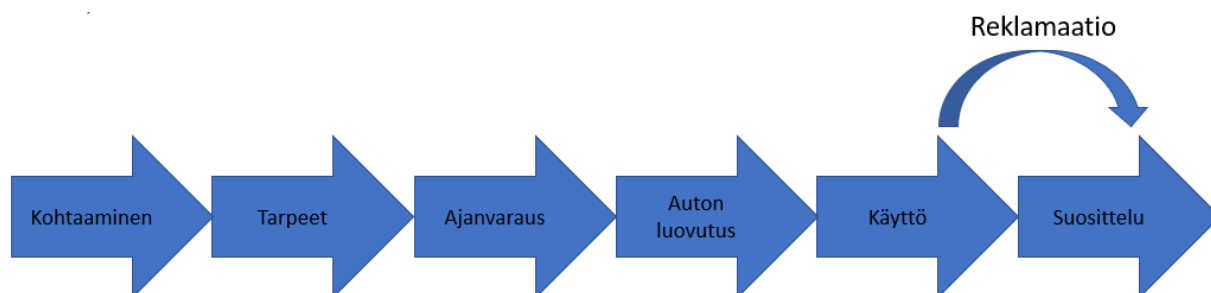 Reklamaatio
Kohtaaminen
Tarpeet
Ajanvaraus
Auton
luovutus
Käyttö
Suosittelu